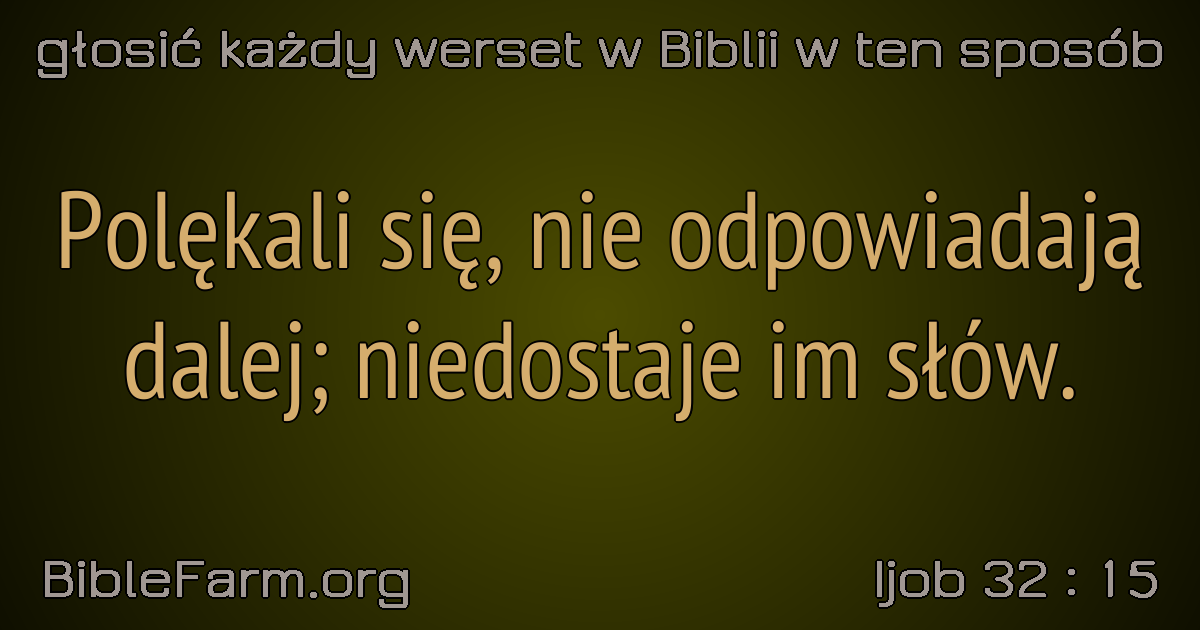 głosić każdy werset w Biblii w ten sposób
Polękali się, nie odpowiadają
dalej; niedostaje im słów.
BibleFarm.org
Ijob 32 : 15